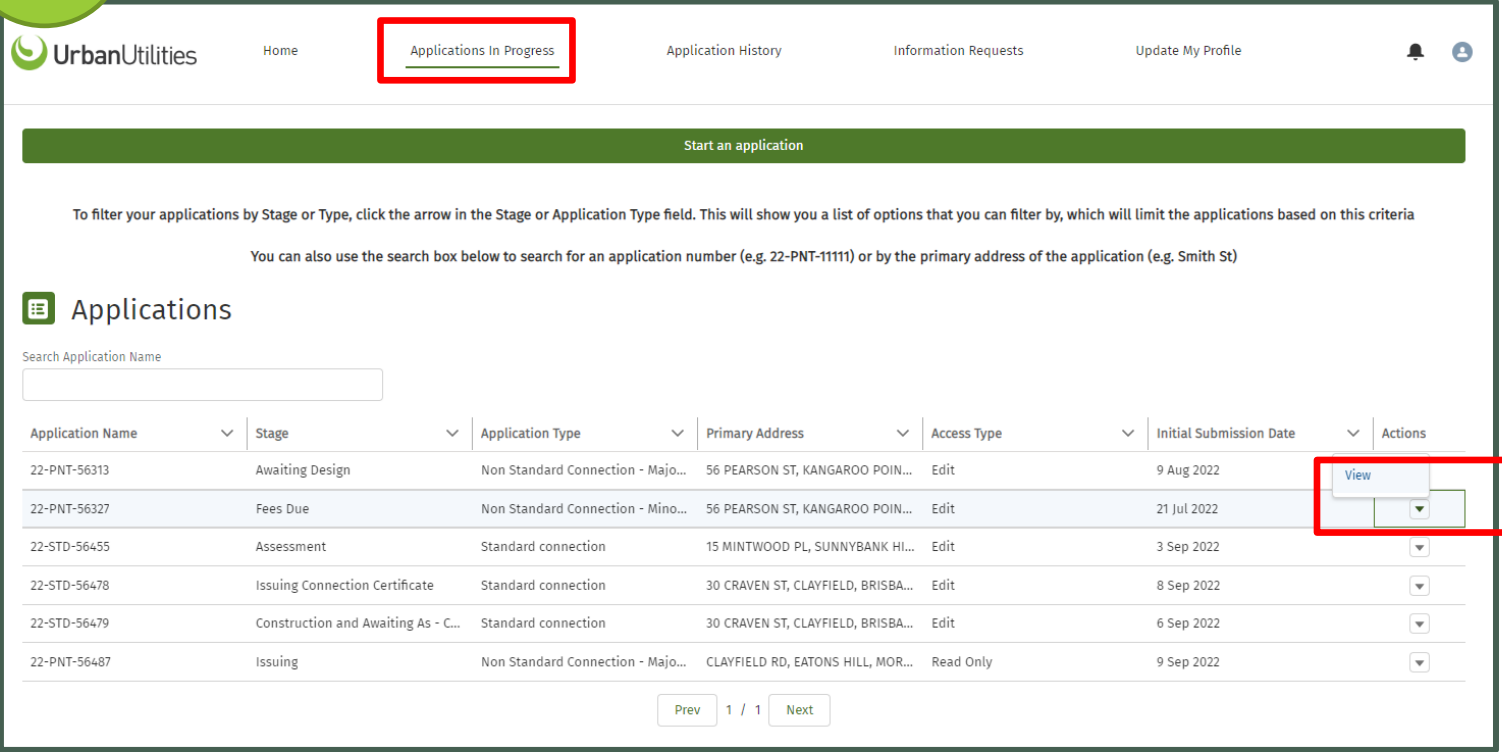 UrbanUtilities Home Applications In Progress Application History Information Requests Update My Profile
Start an application
To filter your applications by Stage or Type, click the arrow in the Stage or Application Type field. This will show you a list of options that you can filter by, which will limit the applications based on this criteria
You can also use the search box below to search for an application number (e.g. 22-PNT-11111) or by the primary address of the application (e.g. Smith St)
Applications
Search Application Name
Application Name Stage Application Type Primary Address Access Type Initial Submission Date Actions
22-PNT-56313 Awaiting Design Non Standard Connection - Majo... 56 PEARSON ST, KANGAROO POIN... Edit 9 Aug 2022 View
22-PNT-56327 Fees Due Non Standard Connection - Mino... 56 PEARSON ST, KANGAROO POIN... Edit 21 Jul 2022
22-STD-56455 Assessment Standard connection 15 MINTWOOD PL, SUNNYBANK HI... Edit 3 Sep 2022
22-STD-56478 Issuing Connection Certificate Standard connection 30 CRAVEN ST, CLAYFIELD, BRISBA... Edit 8 Sep 2022
22-STD-56479 Construction and Awaiting As - C... Standard connection 30 CRAVEN ST, CLAYFIELD, BRISBA... Edit 6 Sep 2022
22-PNT-56487 Issuing Non Standard Connection - Majo... CLAYFIELD RD, EATONS HILL, MOR... Read Only 9 Sep 2022
Prev 1 / 1 Next